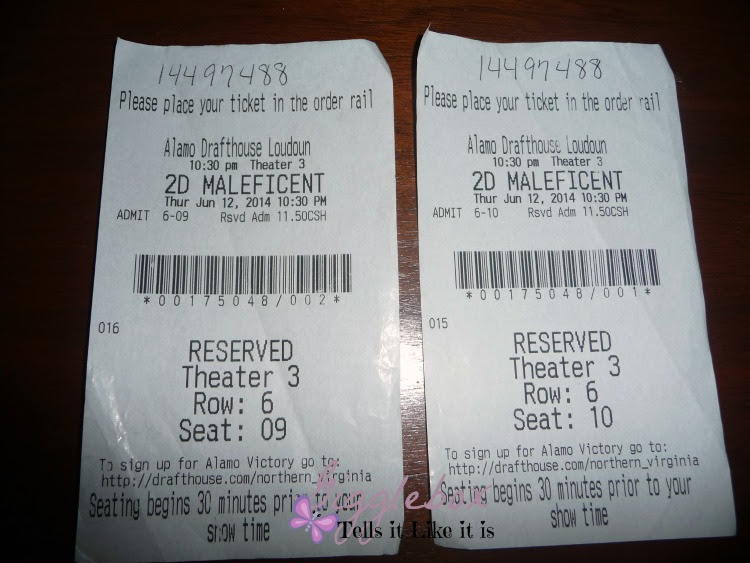 14497488
Please place your ticket in the order rail
Alamo Drafthouse Loudoun
10:30 pm Theater 3
2D MALEFICENT
Thur Jun 12, 2014 10:30 PM
ADMIT 6-09 Rsvd Adm 11.50CSH
*00175048/002*
016
RESERVED
Theater 3
Row: 6
Seat: 09
To sign up for Alamo Victory go to:
http://drafthouse.com/northern_virginia
Seating begins 30 minutes prior to your
show time
14497488
Please place your ticket in the order rail
Alamo Drafthouse Loudoun
10:30 pm Theater 3
2D MALEFICENT
Thur Jun 12, 2014 10:30 PM
ADMIT 6-10 Rsvd Adm 11.50CSH
*00175048/001*
015
RESERVED
Theater 3
Row: 6
Seat: 10
To sign up for Alamo Victory go to:
http://drafthouse.com/northern_virginia
Seating begins 30 minutes prior to your
show time
Gigglebox
Tells it Like it is